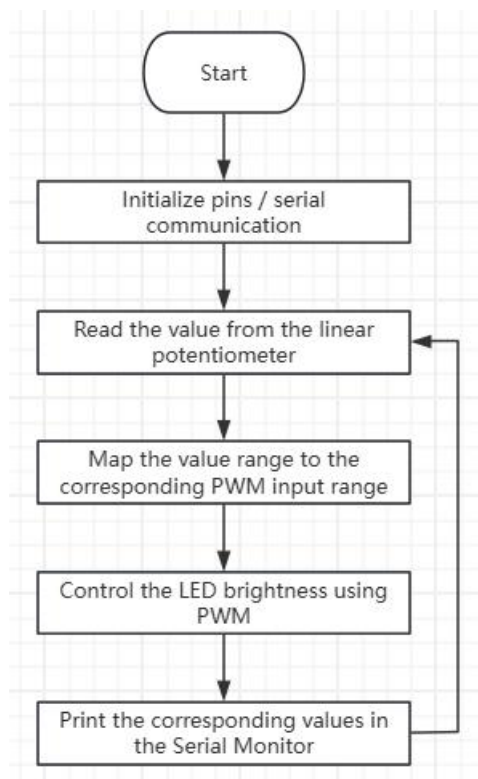 Start
Initialize pins / serial
communication
Read the value from the linear
potentiometer
Map the value range to the
corresponding PWM input range
Control the LED brightness using
PWM
Print the corresponding values in
the Serial Monitor